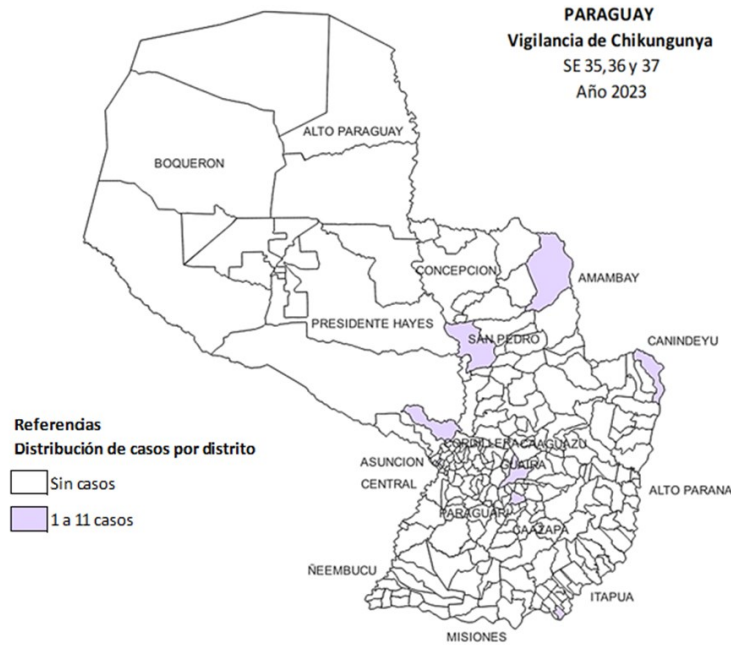 PARAGUAY
Vigilancia de Chikungunya
SE 35,36 y 37
Año 2023
ALTO PARAGUAY
BOQUERON
CONCEPCION
AMAMBAY
PRESIDENTE HAYES
SAN PEDRO
CANINDEYU
Referencias
Distribución de casos por distrito
Sin casos
1 a 11 casos
CORDILLERA
CAAGUAZU
ASUNCION
GUAIRA
CENTRAL
ALTO PARANA
PARAGUARI
CAAZAPA
ÑEEMBUCU
ITAPUA
MISIONES